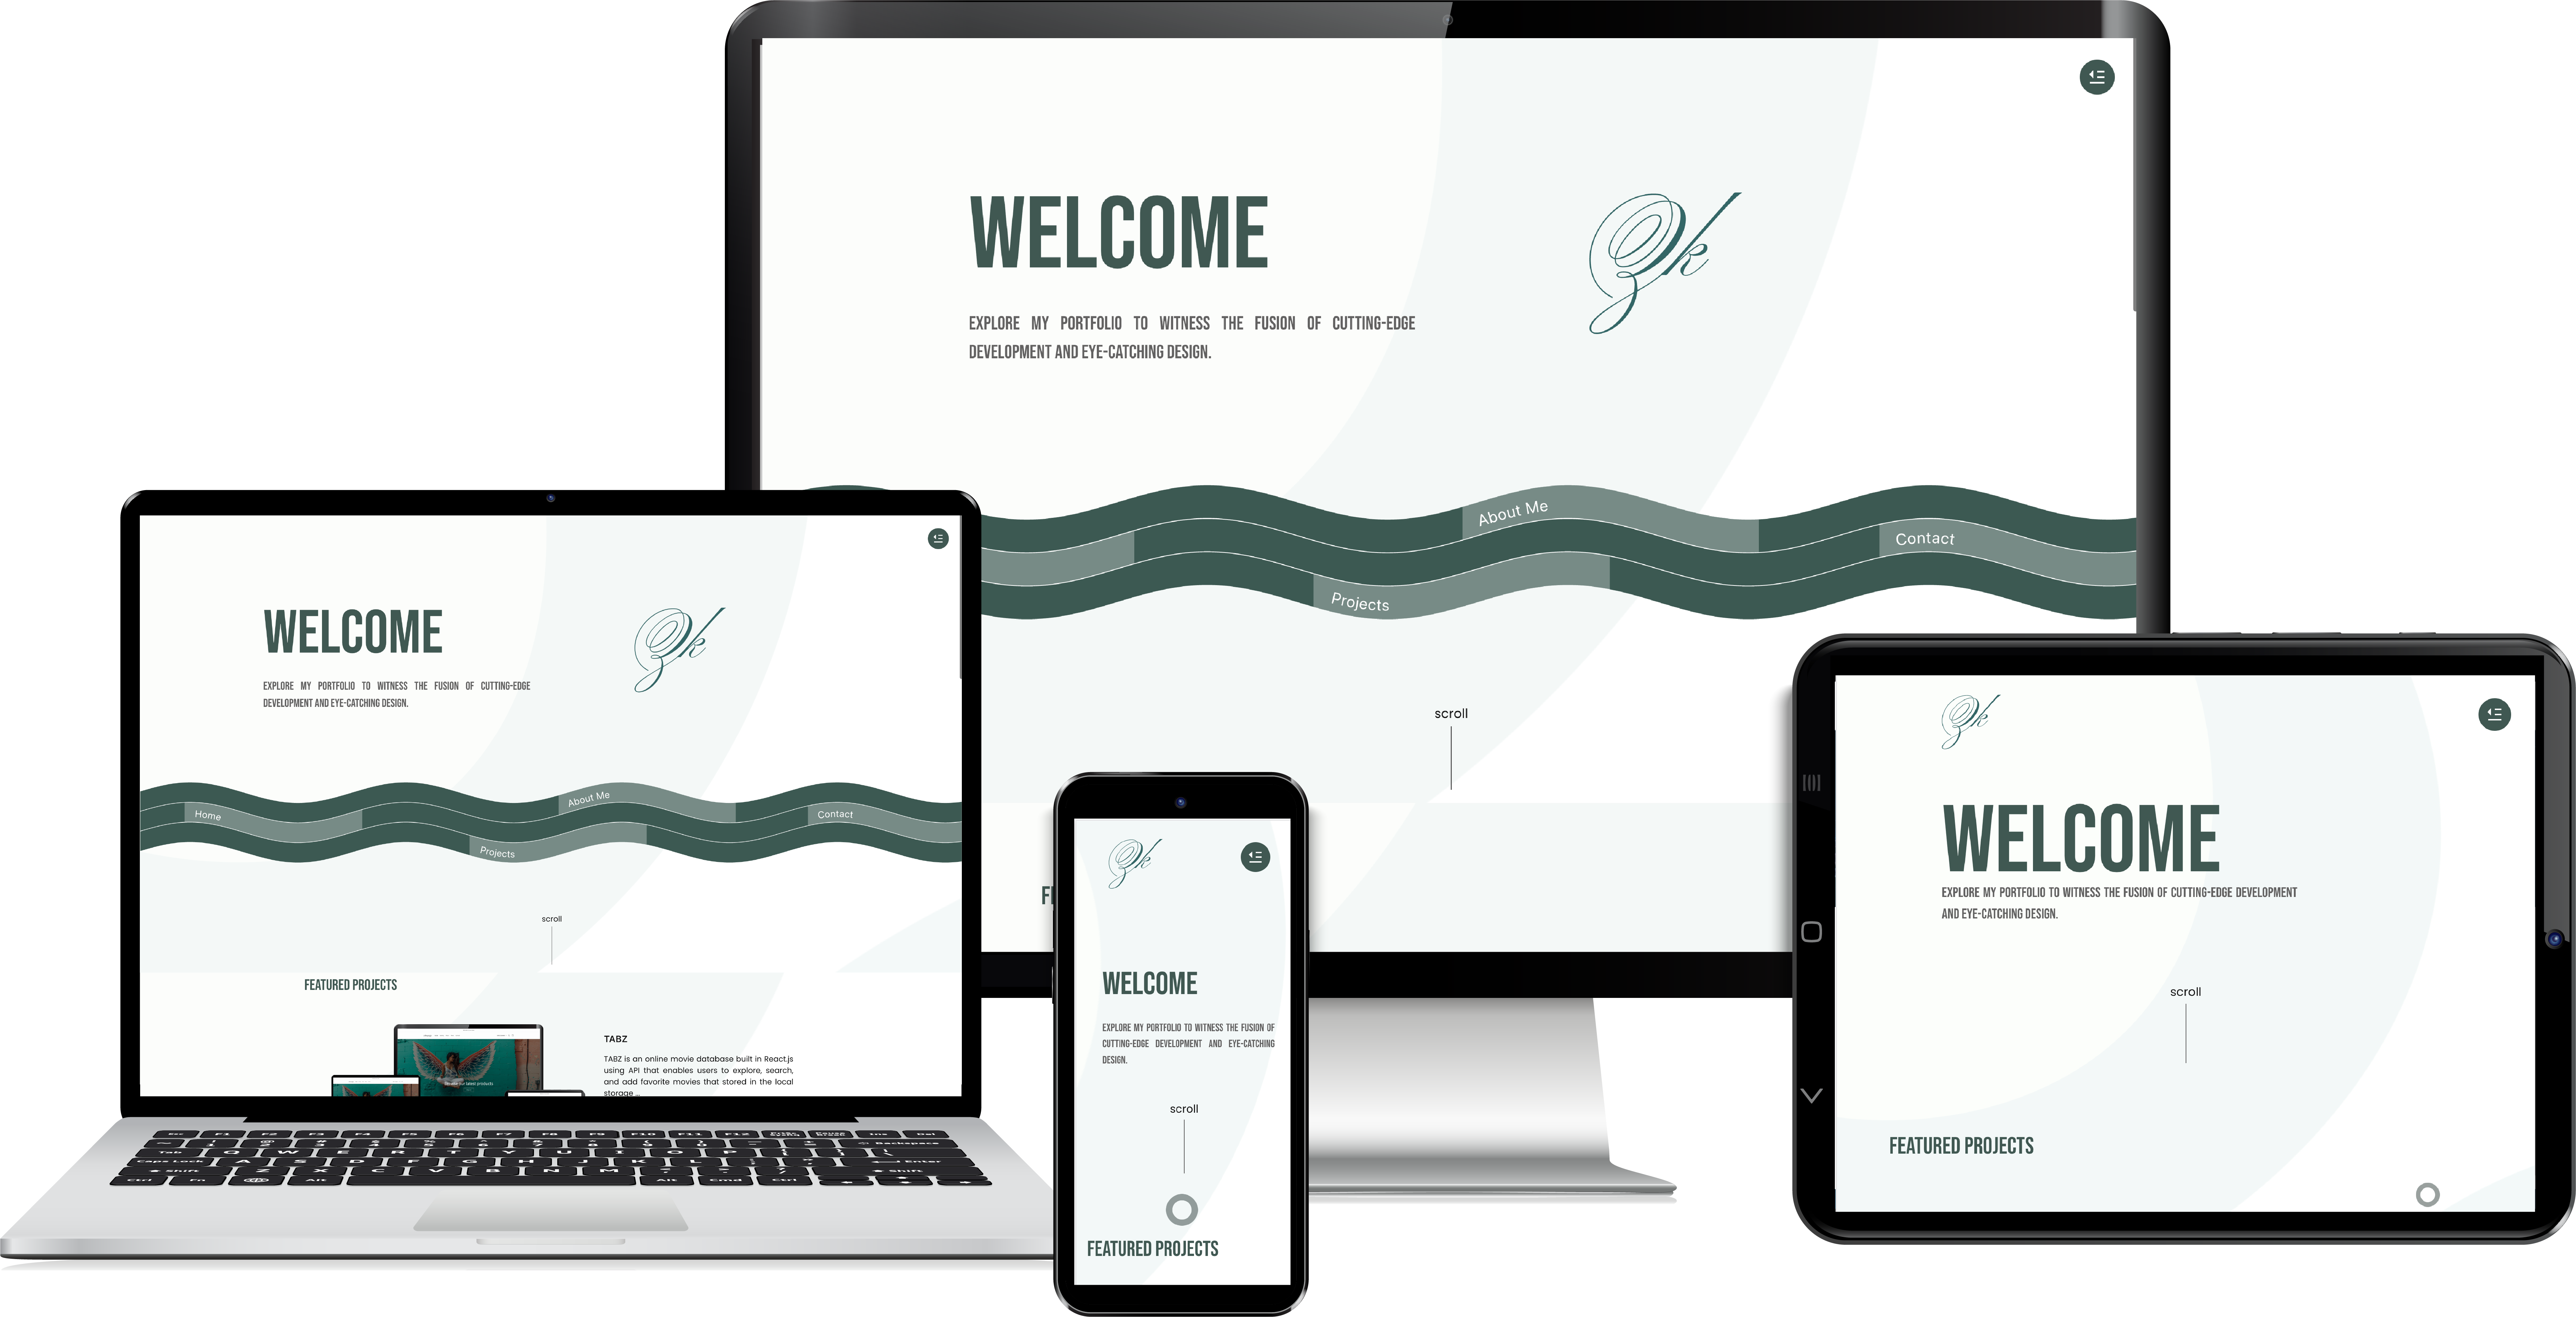 WELCOME
Zk
EXPLORE MY PORTFOLIO TO WITNESS THE FUSION OF CUTTING-EDGE
DEVELOPMENT AND EYE-CATCHING DESIGN.
About Me
Contact
Projects
scroll
WELCOME
Zk
EXPLORE MY PORTFOLIO TO WITNESS THE FUSION OF CUTTING-EDGE
DEVELOPMENT AND EYE-CATCHING DESIGN.
About Me
Home
Contact
Projects
scroll
FEATURED PROJECTS
TABZ
TABZ is an online movie database built in React.js
using API that enables users to explore, search,
and add favorite movies that stored in the local
storage ...
Zk
WELCOME
EXPLORE MY PORTFOLIO TO WITNESS THE FUSION OF
CUTTING-EDGE DEVELOPMENT AND EYE-CATCHING
DESIGN.
scroll
FEATURED PROJECTS
Zk
WELCOME
EXPLORE MY PORTFOLIO TO WITNESS THE FUSION OF CUTTING-EDGE DEVELOPMENT
AND EYE-CATCHING DESIGN.
scroll
FEATURED PROJECTS